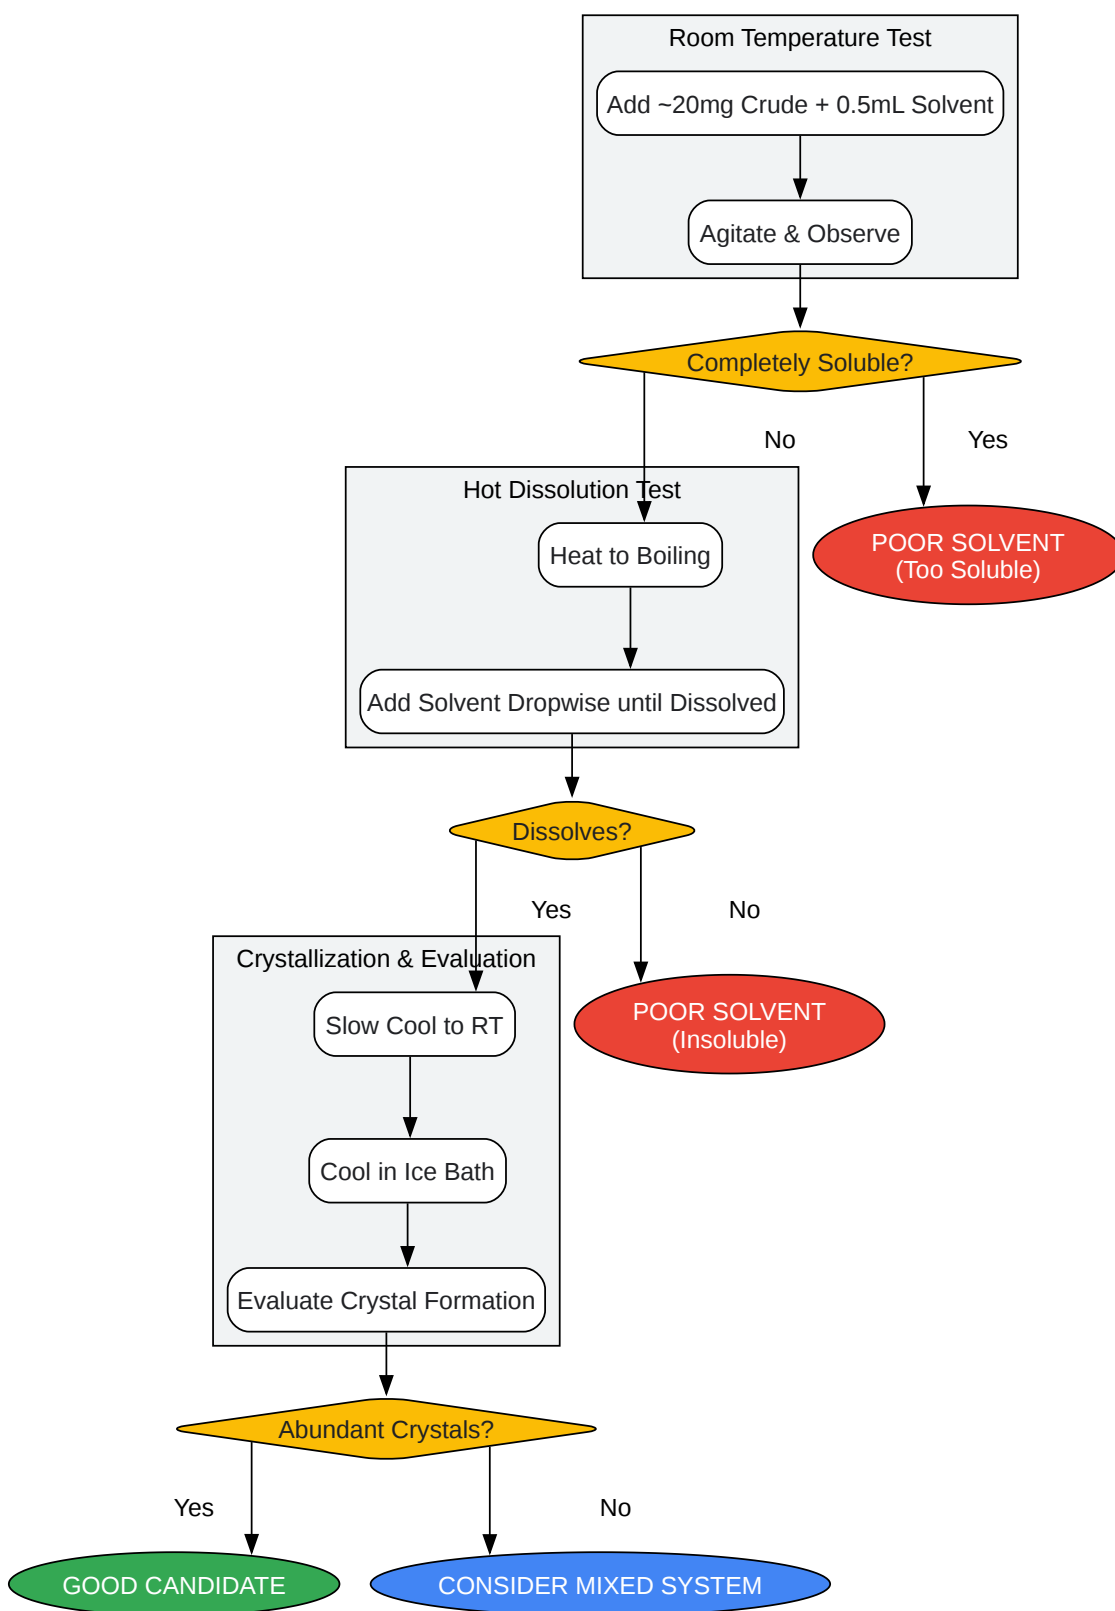 Room Temperature Test
Add ~20mg Crude + 0.5mL Solvent
Agitate & Observe
Completely Soluble?
No
Yes
Hot Dissolution Test
POOR SOLVENT
(Too Soluble)
Heat to Boiling
Add Solvent Dropwise until Dissolved
Dissolves?
Yes
No
Crystallization & Evaluation
POOR SOLVENT
(Insoluble)
Slow Cool to RT
Cool in Ice Bath
Evaluate Crystal Formation
Abundant Crystals?
Yes
No
GOOD CANDIDATE
CONSIDER MIXED SYSTEM